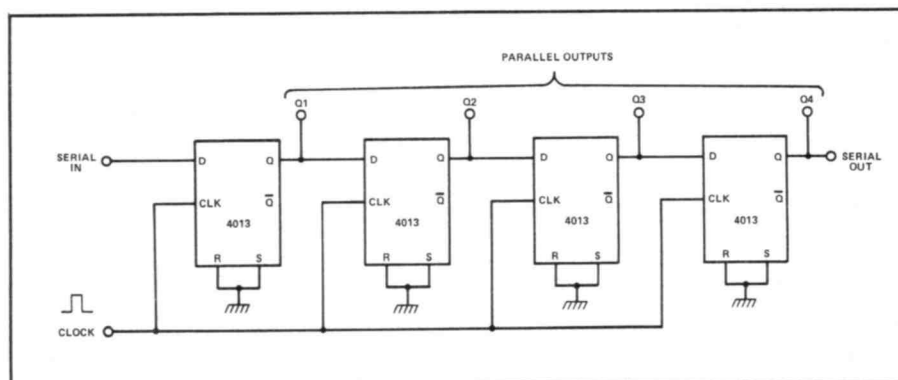 PARALLEL OUTPUTS
Q1
Q2
Q3
Q4
SERIAL
IN
D
Q
D
Q
D
Q
D
Q
SERIAL
OUT
CLK
Q̅
CLK
Q̅
CLK
Q̅
CLK
Q̅
4013
4013
4013
4013
R
S
R
S
R
S
R
S
CLOCK